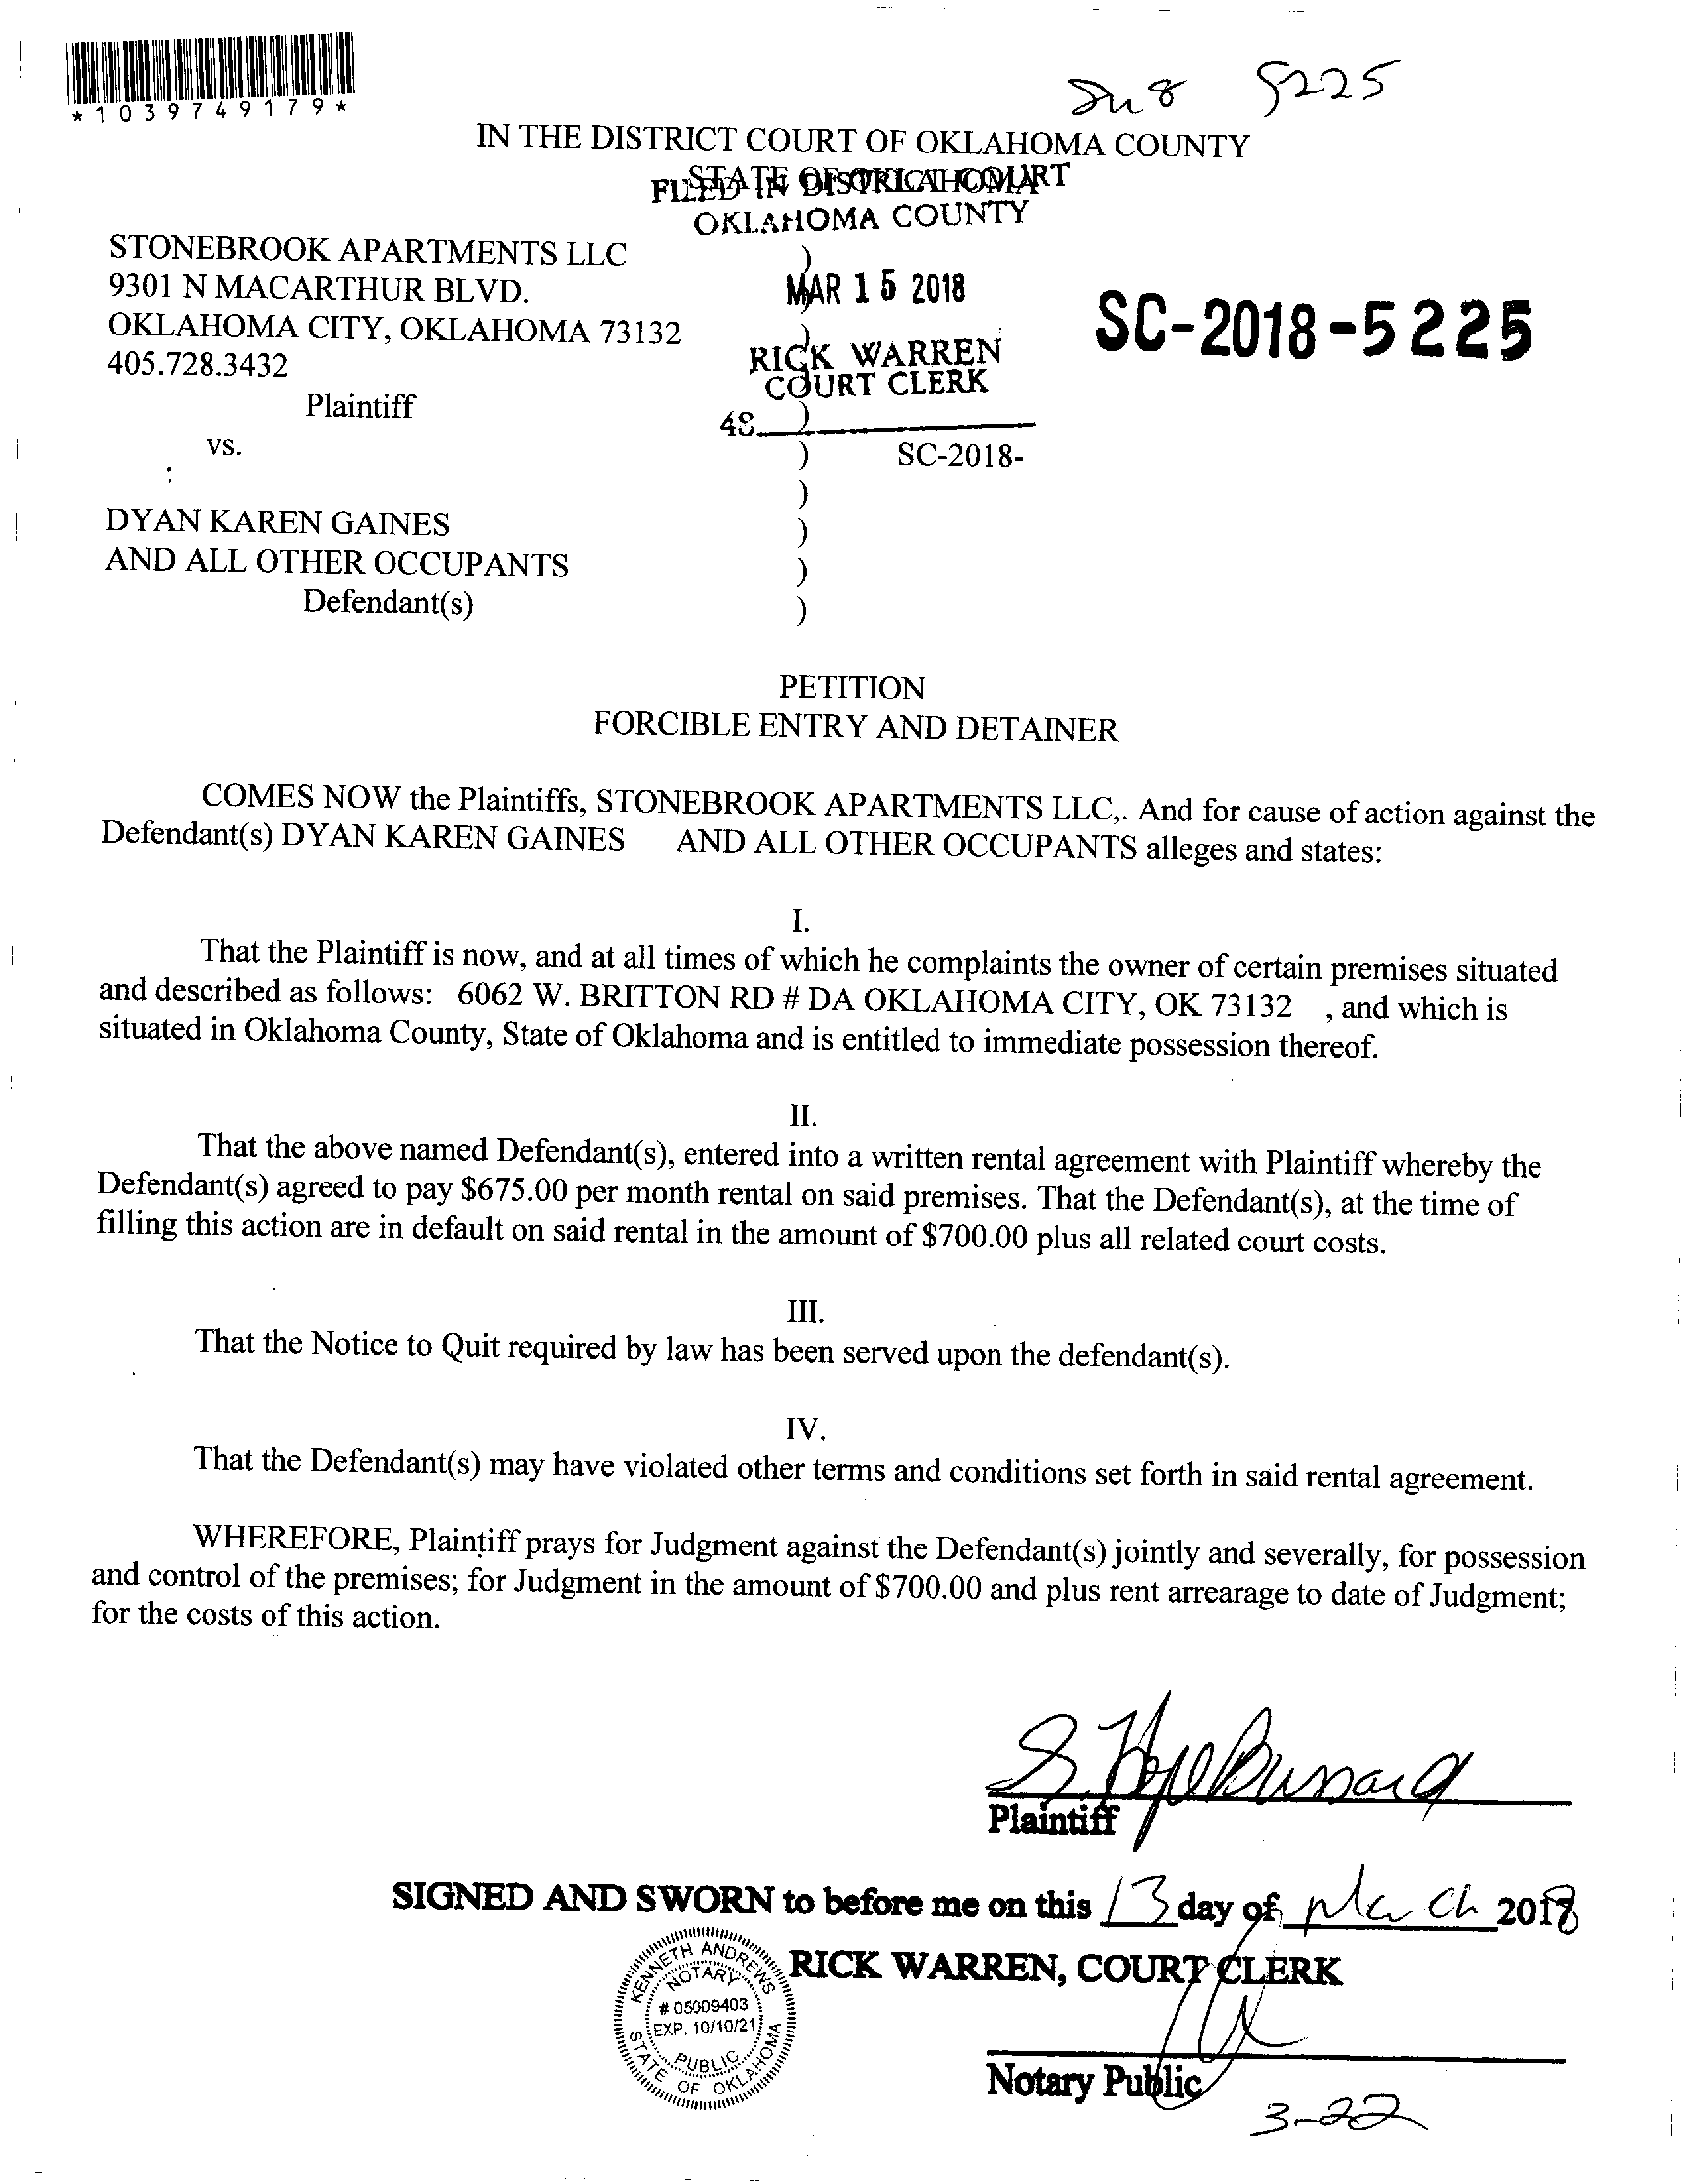 *1039749179*
5225
IN THE DISTRICT COURT OF OKLAHOMA COUNTY
STATE OF OKLAHOMA
FILED IN DISTRICT COURT
OKLAHOMA COUNTY
STONEBROOK APARTMENTS LLC )
9301 N MACARTHUR BLVD. MAR 15 2018
OKLAHOMA CITY, OKLAHOMA 73132 ) SC-2018-5225
405.728.3432 RICK WARREN
COURT CLERK
Plaintiff )
48
vs. ) SC-2018-
)
DYAN KAREN GAINES )
AND ALL OTHER OCCUPANTS )
Defendant(s) )
PETITION
FORCIBLE ENTRY AND DETAINER
COMES NOW the Plaintiffs, STONEBROOK APARTMENTS LLC,. And for cause of action against the
Defendant(s) DYAN KAREN GAINES AND ALL OTHER OCCUPANTS alleges and states:
I.
That the Plaintiff is now, and at all times of which he complaints the owner of certain premises situated
and described as follows: 6062 W. BRITTON RD # DA OKLAHOMA CITY, OK 73132 , and which is
situated in Oklahoma County, State of Oklahoma and is entitled to immediate possession thereof.
II.
That the above named Defendant(s), entered into a written rental agreement with Plaintiff whereby the
Defendant(s) agreed to pay $675.00 per month rental on said premises. That the Defendant(s), at the time of
filling this action are in default on said rental in the amount of $700.00 plus all related court costs.
III.
That the Notice to Quit required by law has been served upon the defendant(s).
IV.
That the Defendant(s) may have violated other terms and conditions set forth in said rental agreement.
WHEREFORE, Plaintiff prays for Judgment against the Defendant(s) jointly and severally, for possession
and control of the premises; for Judgment in the amount of $700.00 and plus rent arrearage to date of Judgment;
for the costs of this action.
S. Hope Bussard
Plaintiff
SIGNED AND SWORN to before me on this 13 day of March 2018
RICK WARREN, COURT CLERK
KENNETH ANDREWS
NOTARY
# 05009403
EXP. 10/10/21
PUBLIC
STATE OF OKLAHOMA
Notary Public
3-22